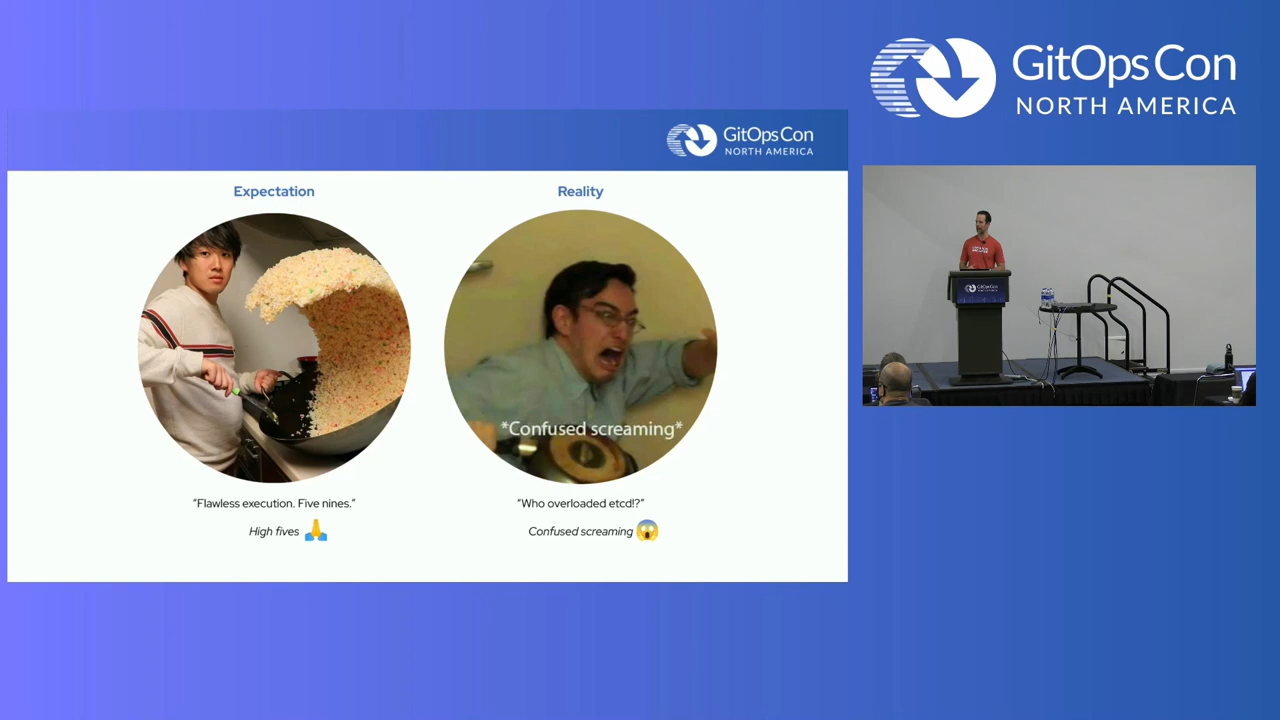 GitOpsCon
NORTH AMERICA
GitOpsCon
NORTH AMERICA
Expectation
Reality
*Confused screaming*
“Flawless execution. Five nines.”
High fives
“Who overloaded etcd!?”
Confused screaming
GitOpsCon